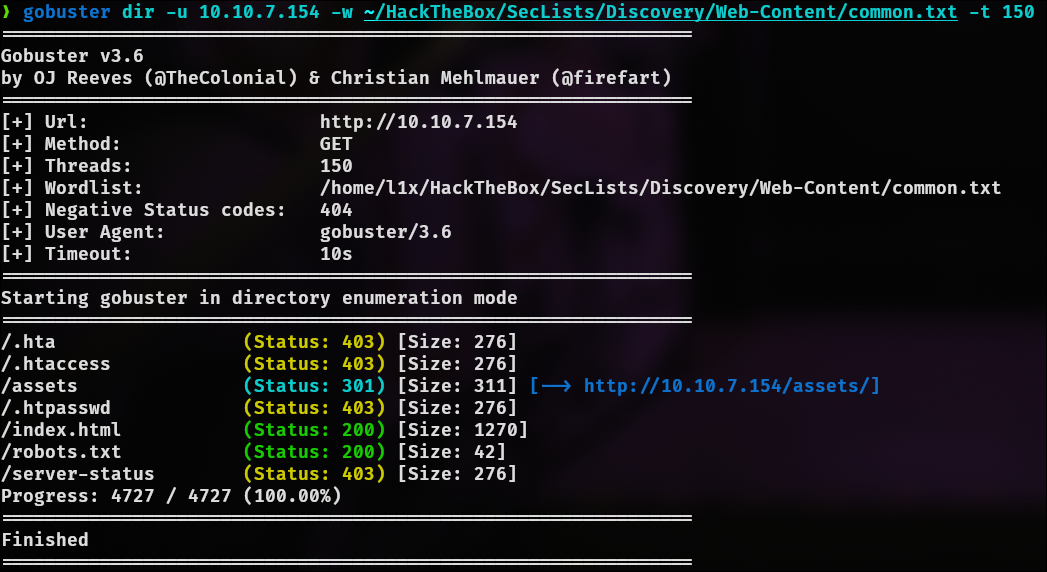 ❯ gobuster dir -u 10.10.7.154 -w ~/HackTheBox/SecLists/Discovery/Web-Content/common.txt -t 150
===============================================================
Gobuster v3.6
by OJ Reeves (@TheColonial) & Christian Mehlmauer (@firefart)
===============================================================
[+] Url:                     http://10.10.7.154
[+] Method:                  GET
[+] Threads:                 150
[+] Wordlist:                /home/l1x/HackTheBox/SecLists/Discovery/Web-Content/common.txt
[+] Negative Status codes:   404
[+] User Agent:              gobuster/3.6
[+] Timeout:                 10s
===============================================================
Starting gobuster in directory enumeration mode
===============================================================
/.hta                 (Status: 403) [Size: 276]
/.htaccess            (Status: 403) [Size: 276]
/assets               (Status: 301) [Size: 311] [--> http://10.10.7.154/assets/]
/.htpasswd            (Status: 403) [Size: 276]
/index.html           (Status: 200) [Size: 1270]
/robots.txt           (Status: 200) [Size: 42]
/server-status        (Status: 403) [Size: 276]
Progress: 4727 / 4727 (100.00%)
===============================================================
Finished
===============================================================